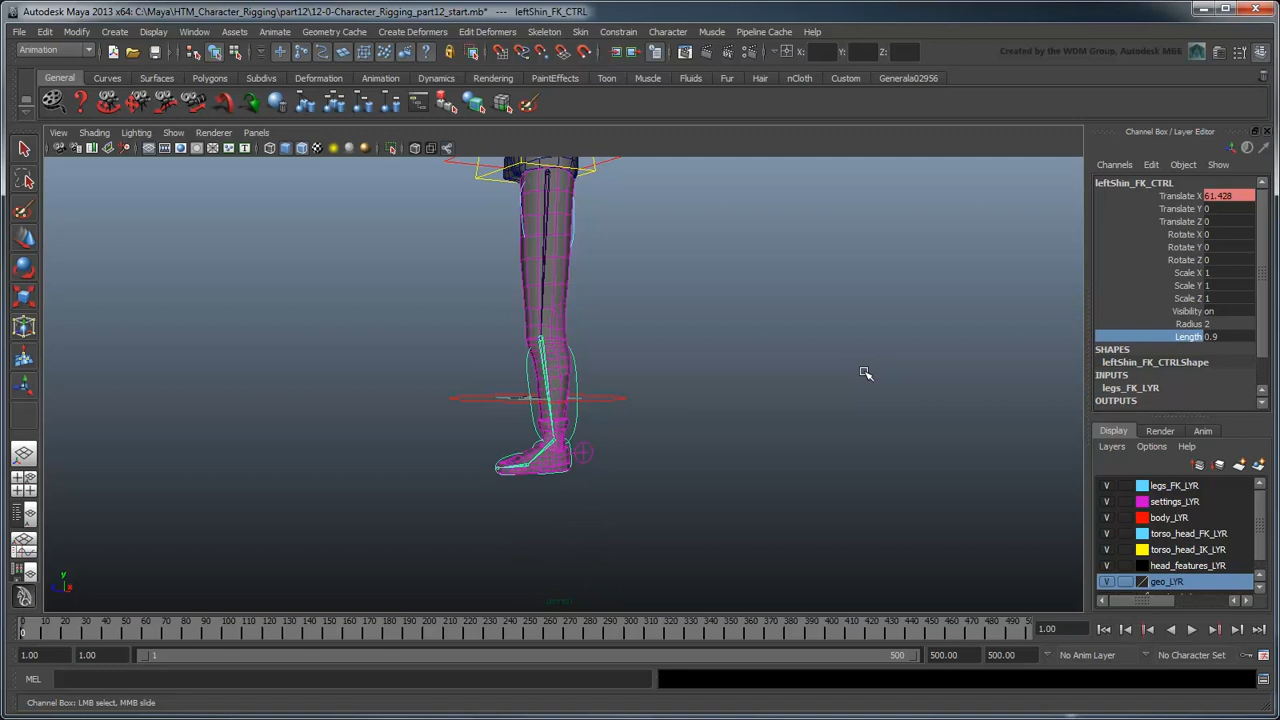 Autodesk Maya 2013 x64: C:\Maya\HTM_Character_Rigging\part12\12-0-Character_Rigging_part12_start.mb* --- leftShin_FK_CTRL
File Edit Modify Create Display Window Assets Animate Geometry Cache Create Deformers Edit Deformers Skeleton Skin Constrain Character Muscle Pipeline Cache Help
Animation X: Y: Z: Created by the WDM Group, Autodesk M&E
General Curves Surfaces Polygons Subdivs Deformation Animation Dynamics Rendering PaintEffects Toon Muscle Fluids Fur Hair nCloth Custom Generala02956
View Shading Lighting Show Renderer Panels
Channel Box / Layer Editor
Channels Edit Object Show
leftShin_FK_CTRL
Translate X 61.428
Translate Y 0
Translate Z 0
Rotate X 0
Rotate Y 0
Rotate Z 0
Scale X 1
Scale Y 1
Scale Z 1
Visibility on
Radius 2
Length 0.9
SHAPES
leftShin_FK_CTRLShape
INPUTS
legs_FK_LYR
OUTPUTS
Display Render Anim
Layers Options Help
V legs_FK_LYR
V settings_LYR
V body_LYR
V torso_head_FK_LYR
V torso_head_IK_LYR
V head_features_LYR
V geo_LYR
y
0 10 20 30 40 50 60 70 80 90 100 110 120 130 140 150 160 170 180 190 200 210 220 230 240 250 260 270 280 290 300 310 320 330 340 350 360 370 380 390 400 410 420 430 440 450 460 470 480 490 500
0 1.00
1.00 1.00 1 500 500.00 500.00 No Anim Layer No Character Set
MEL
Channel Box: LMB select, MMB slide